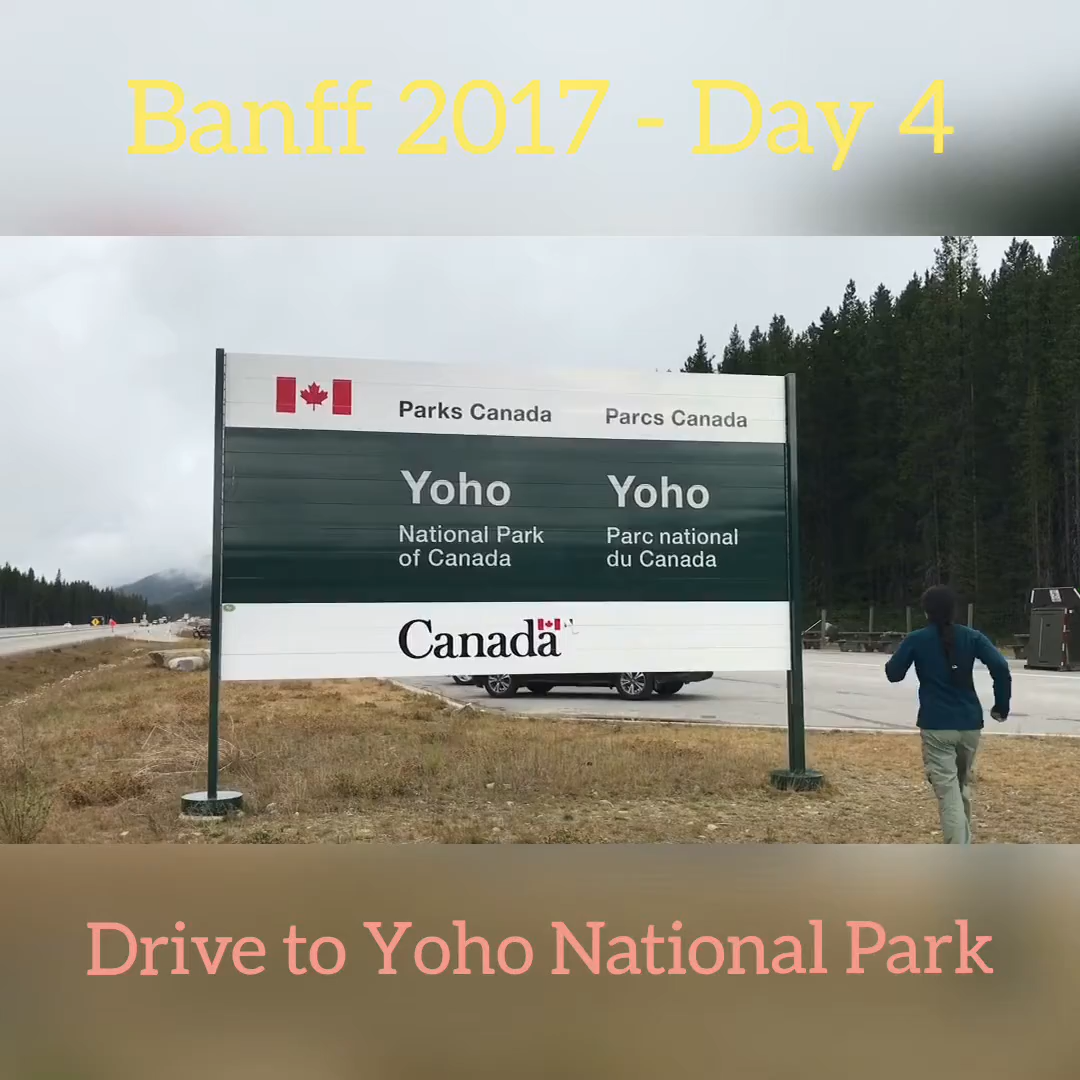 Banff 2017 - Day 4
Parks Canada
Parcs Canada
Yoho
National Park
of Canada
Yoho
Parc national
du Canada
Canada
Drive to Yoho National Park